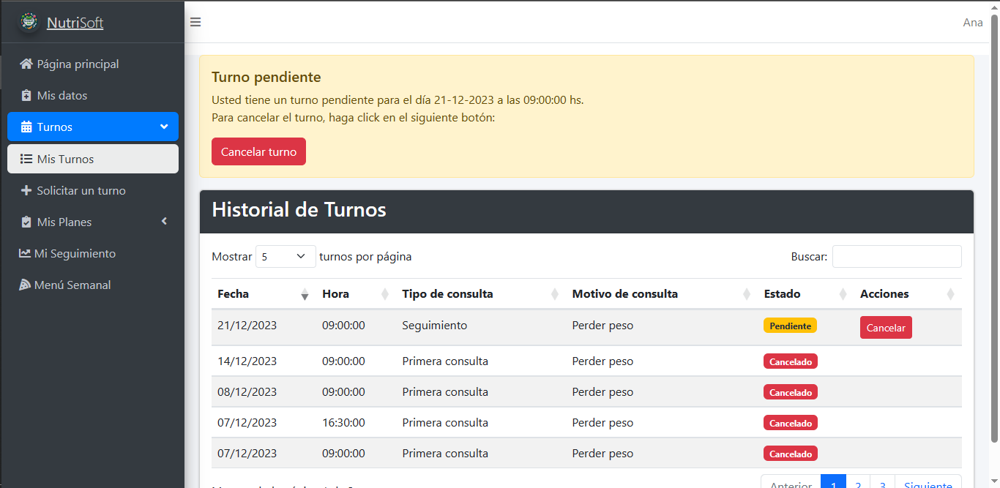 NutriSoft
Ana
Página principal
Mis datos
Turnos
Mis Turnos
Solicitar un turno
Mis Planes
Mi Seguimiento
Menú Semanal
Turno pendiente
Usted tiene un turno pendiente para el día 21-12-2023 a las 09:00:00 hs.
Para cancelar el turno, haga click en el siguiente botón:
Cancelar turno
Historial de Turnos
Mostrar 5 turnos por página Buscar:
Fecha Hora Tipo de consulta Motivo de consulta Estado Acciones
21/12/2023 09:00:00 Seguimiento Perder peso Pendiente Cancelar
14/12/2023 09:00:00 Primera consulta Perder peso Cancelado
08/12/2023 09:00:00 Primera consulta Perder peso Cancelado
07/12/2023 16:30:00 Primera consulta Perder peso Cancelado
07/12/2023 09:00:00 Primera consulta Perder peso Cancelado
Anterior 1 2 3 Siguiente